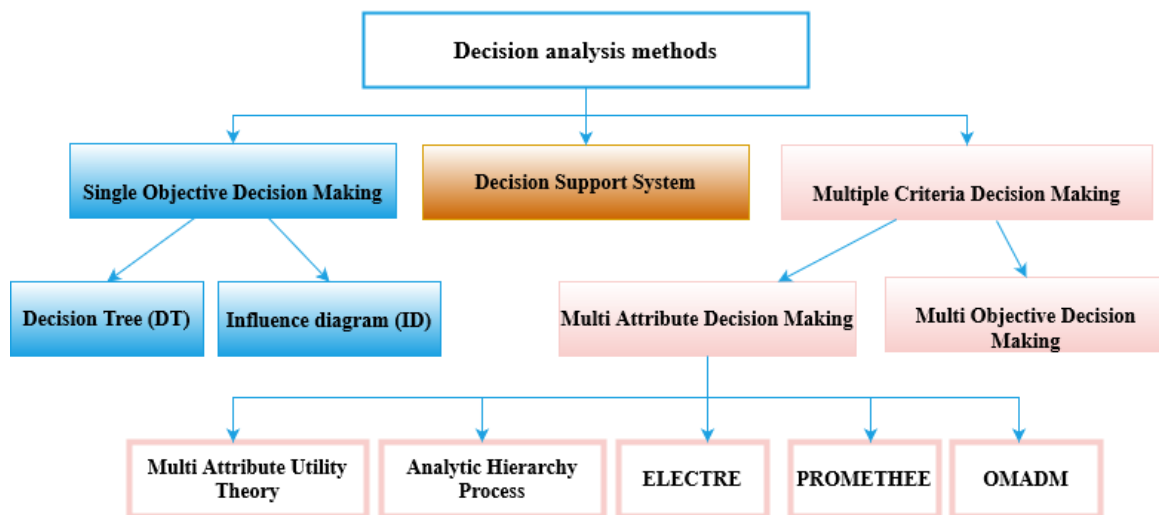 Decision analysis methods
Single Objective Decision Making
Decision Support System
Multiple Criteria Decision Making
Decision Tree (DT)
Influence diagram (ID)
Multi Attribute Decision Making
Multi Objective Decision
Making
Multi Attribute Utility
Theory
Analytic Hierarchy
Process
ELECTRE
PROMETHEE
OMADM